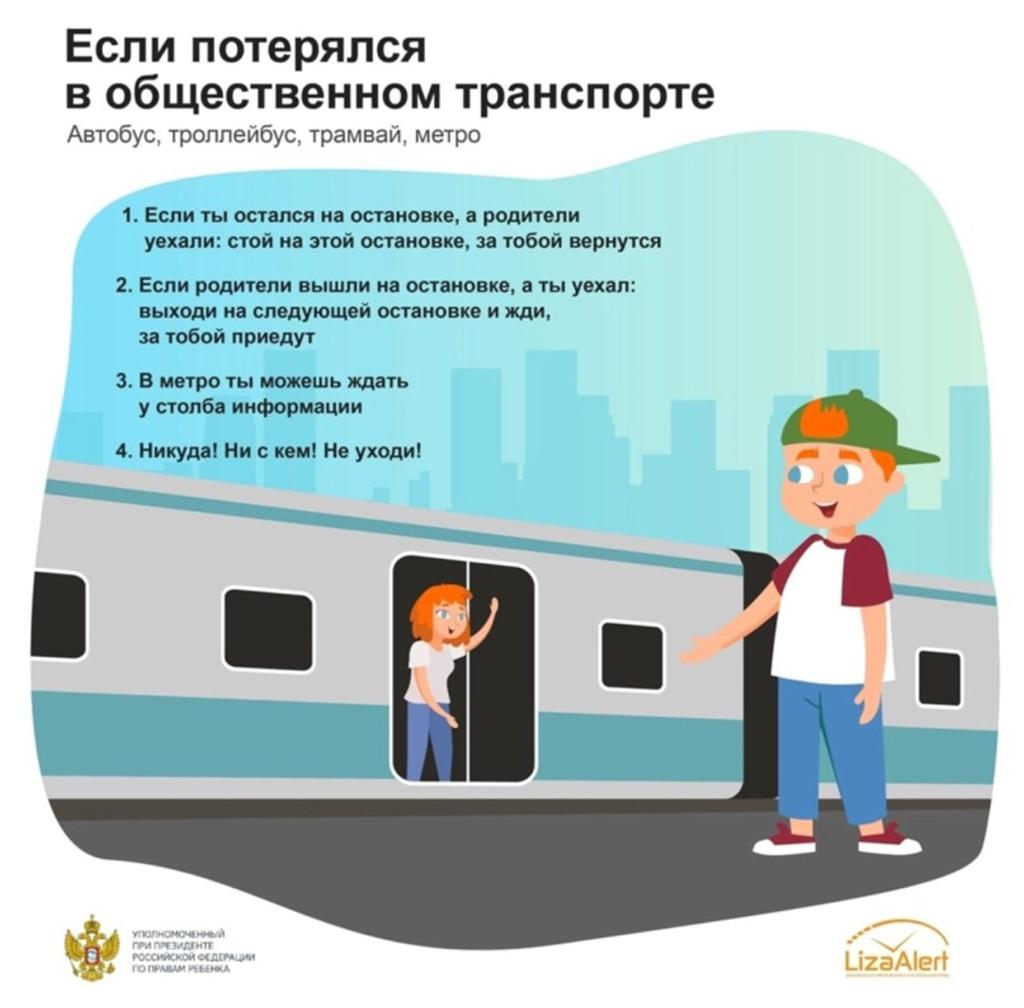 Если потерялся
в общественном транспорте
Автобус, троллейбус, трамвай, метро
1. Если ты остался на остановке, а родители
уехали: стой на этой остановке, за тобой вернутся
2. Если родители вышли на остановке, а ты уехал:
выходи на следующей остановке и жди,
за тобой приедут
3. В метро ты можешь ждать
у столба информации
4. Никуда! Ни с кем! Не уходи!
УПОЛНОМОЧЕННЫЙ
ПРИ ПРЕЗИДЕНТЕ
РОССИЙСКОЙ ФЕДЕРАЦИИ
ПО ПРАВАМ РЕБЕНКА
LizaAlert